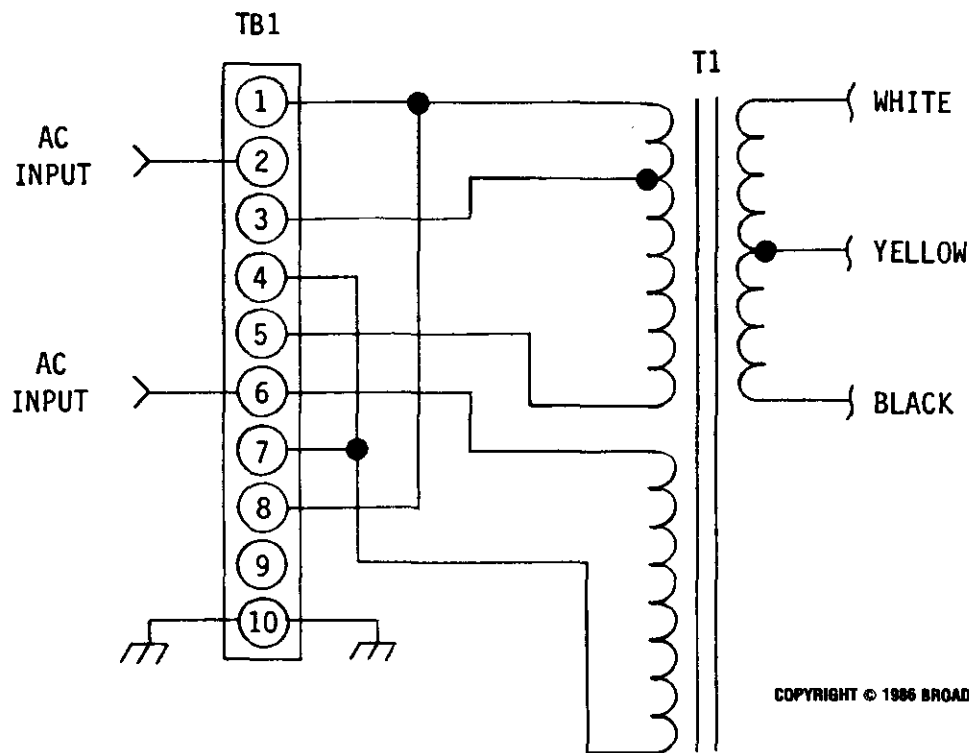 TB1
T1
1
WHITE
AC
INPUT
2
3
YELLOW
4
5
AC
INPUT
6
BLACK
7
8
9
10
COPYRIGHT © 1986 BROAD